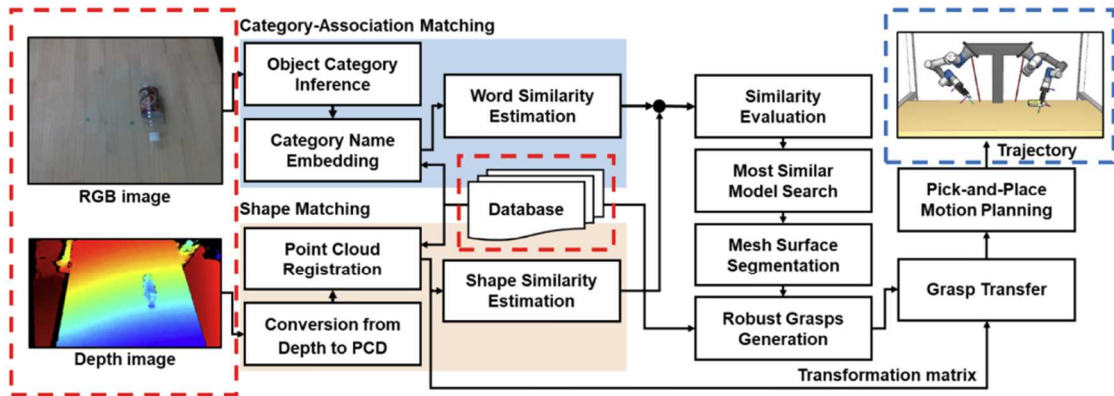 Category-Association Matching
Object Category
Inference
Category Name
Embedding
Word Similarity
Estimation
RGB image
Shape Matching
Database
Point Cloud
Registration
Conversion from
Depth to PCD
Shape Similarity
Estimation
Depth image
Similarity
Evaluation
Most Similar
Model Search
Mesh Surface
Segmentation
Robust Grasps
Generation
Trajectory
Pick-and-Place
Motion Planning
Grasp Transfer
Transformation matrix